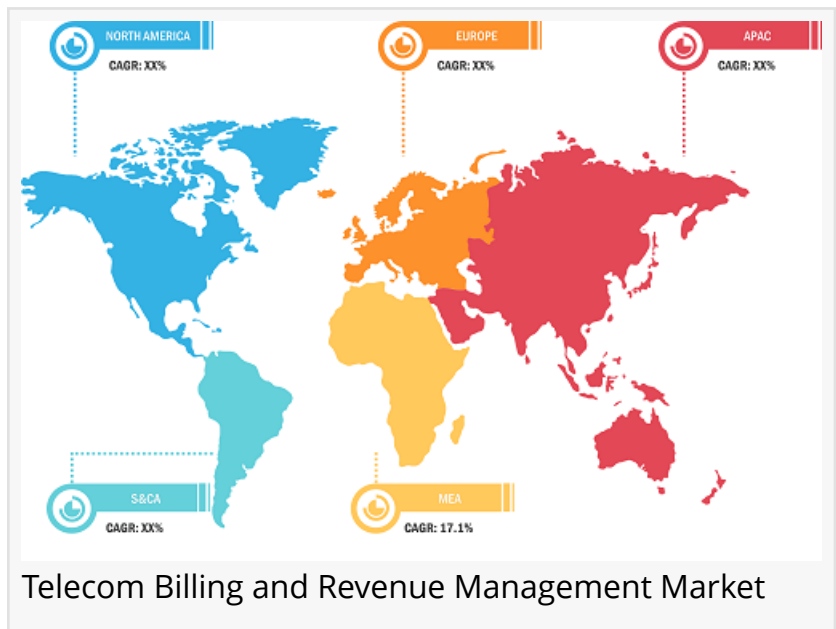 NORTH AMERICA
CAGR: XX%
EUROPE
CAGR: XX%
APAC
CAGR: XX%
S&CA
CAGR: XX%
MEA
CAGR: 17.1%
Telecom Billing and Revenue Management Market